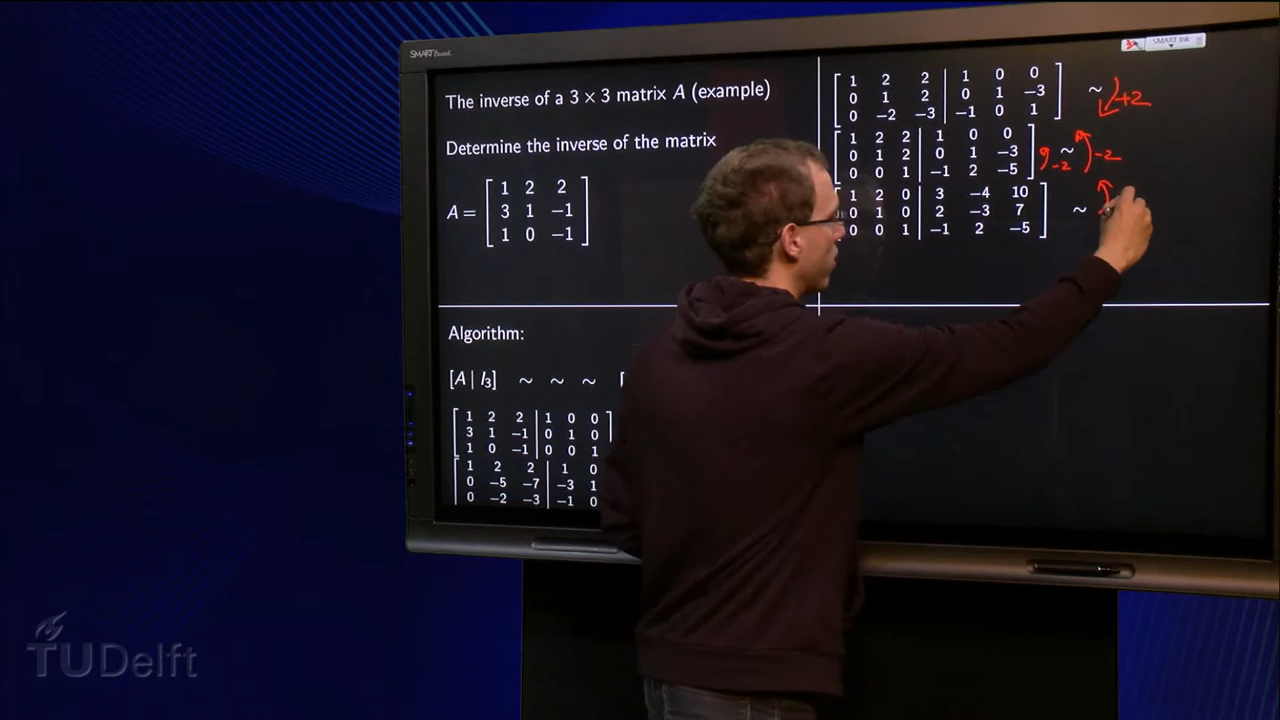 SMART Board
The inverse of a 3 × 3 matrix A (example)
Determine the inverse of the matrix
1 2 2
A = 3 1 −1
1 0 −1
Algorithm:
[A | I₃] ∼ ∼ ∼ [
1 2 2 | 1 0 0
3 1 −1 | 0 1 0
1 0 −1 | 0 0 1
1 2 2 | 1 0
0 −5 −7 | −3 1
0 −2 −3 | −1 0
SMART Ink
1 2 2 | 1 0 0
0 1 2 | 0 1 −3 ∼ +2
0 −2 −3 | −1 0 1
1 2 2 | 1 0 0
0 1 2 | 0 1 −3 −2 ∼ −2
0 0 1 | −1 2 −5
1 2 0 | 3 −4 10
0 1 0 | 2 −3 7 ∼
0 0 1 | −1 2 −5
TUDelft